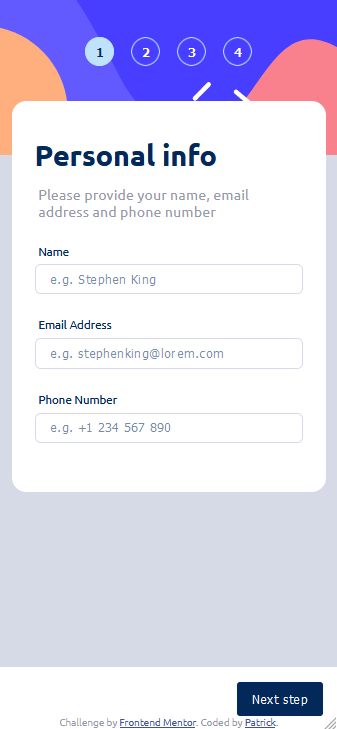 1 2 3 4
Personal info
Please provide your name, email
address and phone number
Name
e.g. Stephen King
Email Address
e.g. stephenking@lorem.com
Phone Number
e.g. +1 234 567 890
Next step
Challenge by Frontend Mentor. Coded by Patrick.